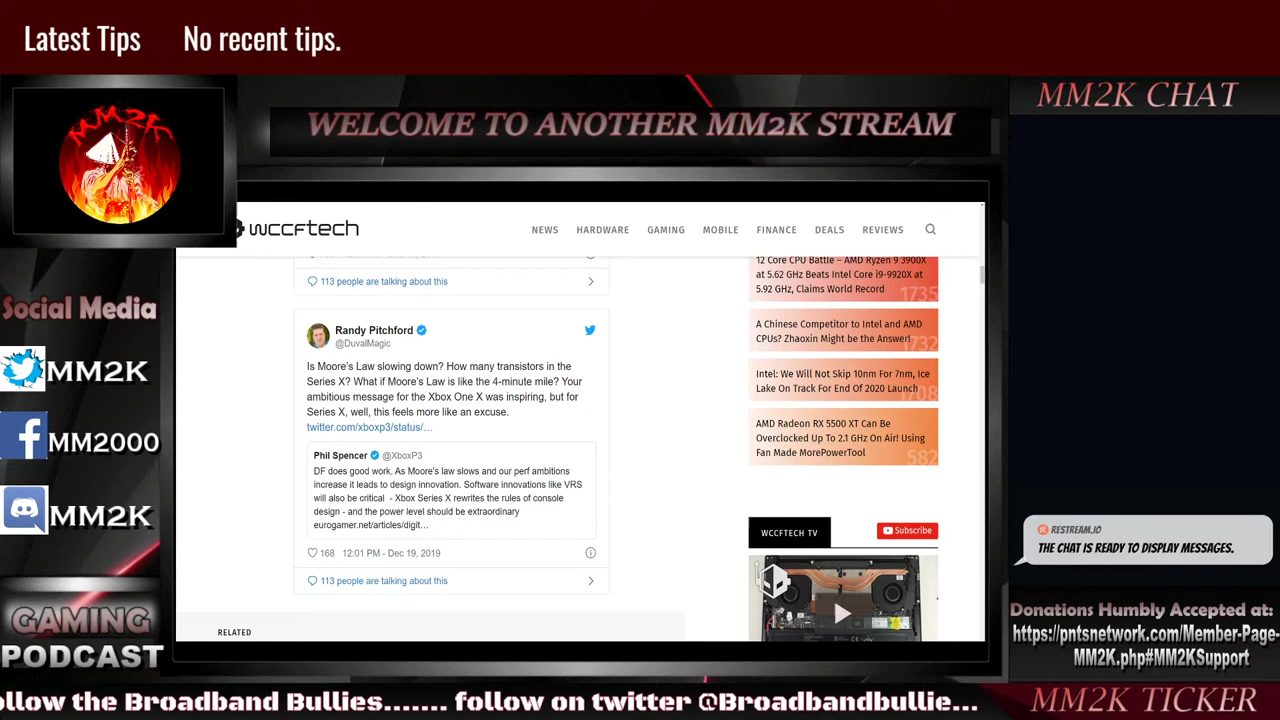 Latest Tips No recent tips.
MM2K
WELCOME TO ANOTHER MM2K STREAM
MM2K CHAT
wccftech
NEWS HARDWARE GAMING MOBILE FINANCE DEALS REVIEWS
Social Media
MM2K
MM2000
MM2K
GAMING
PODCAST
113 people are talking about this
Randy Pitchford
@DuvalMagic
Is Moore's Law slowing down? How many transistors in the
Series X? What if Moore's Law is like the 4-minute mile? Your
ambitious message for the Xbox One X was inspiring, but for
Series X, well, this feels more like an excuse.
twitter.com/xboxp3/status/…
Phil Spencer @XboxP3
DF does good work. As Moore's law slows and our perf ambitions
increase it leads to design innovation. Software innovations like VRS
will also be critical - Xbox Series X rewrites the rules of console
design - and the power level should be extraordinary
eurogamer.net/articles/digit…
168 12:01 PM - Dec 19, 2019
113 people are talking about this
RELATED
12 Core CPU Battle – AMD Ryzen 9 3900X
at 5.62 GHz Beats Intel Core i9-9920X at
5.92 GHz, Claims World Record
1735
A Chinese Competitor to Intel and AMD
CPUs? Zhaoxin Might be the Answer!
1732
Intel: We Will Not Skip 10nm For 7nm, Ice
Lake On Track For End Of 2020 Launch
1708
AMD Radeon RX 5500 XT Can Be
Overclocked Up To 2.1 GHz On Air! Using
Fan Made MorePowerTool
582
WCCFTECH TV
Subscribe
RESTREAM.IO
THE CHAT IS READY TO DISPLAY MESSAGES.
Donations Humbly Accepted at:
https://pntsnetwork.com/Member-Page-
MM2K.php#MM2KSupport
ollow the Broadband Bullies....... follow on twitter @Broadbandbullie...
MM2K TICKER